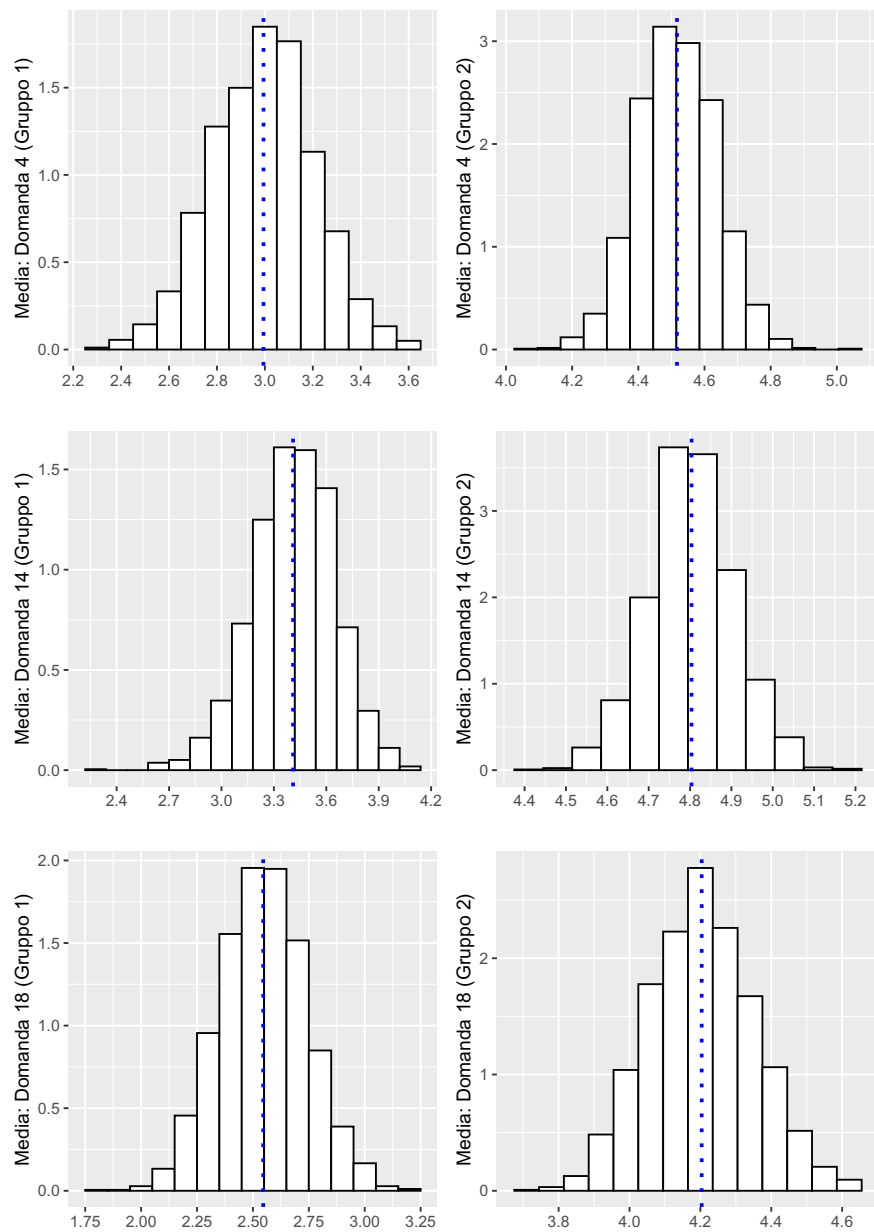 Media: Domanda 4 (Gruppo 1)
1.5
1.0
0.5
0.0
2.2 2.4 2.6 2.8 3.0 3.2 3.4 3.6
Media: Domanda 4 (Gruppo 2)
3
2
1
0
4.0 4.2 4.4 4.6 4.8 5.0
Media: Domanda 14 (Gruppo 1)
1.5
1.0
0.5
0.0
2.4 2.7 3.0 3.3 3.6 3.9 4.2
Media: Domanda 14 (Gruppo 2)
3
2
1
0
4.4 4.5 4.6 4.7 4.8 4.9 5.0 5.1 5.2
Media: Domanda 18 (Gruppo 1)
2.0
1.5
1.0
0.5
0.0
1.75 2.00 2.25 2.50 2.75 3.00 3.25
Media: Domanda 18 (Gruppo 2)
2
1
0
3.8 4.0 4.2 4.4 4.6